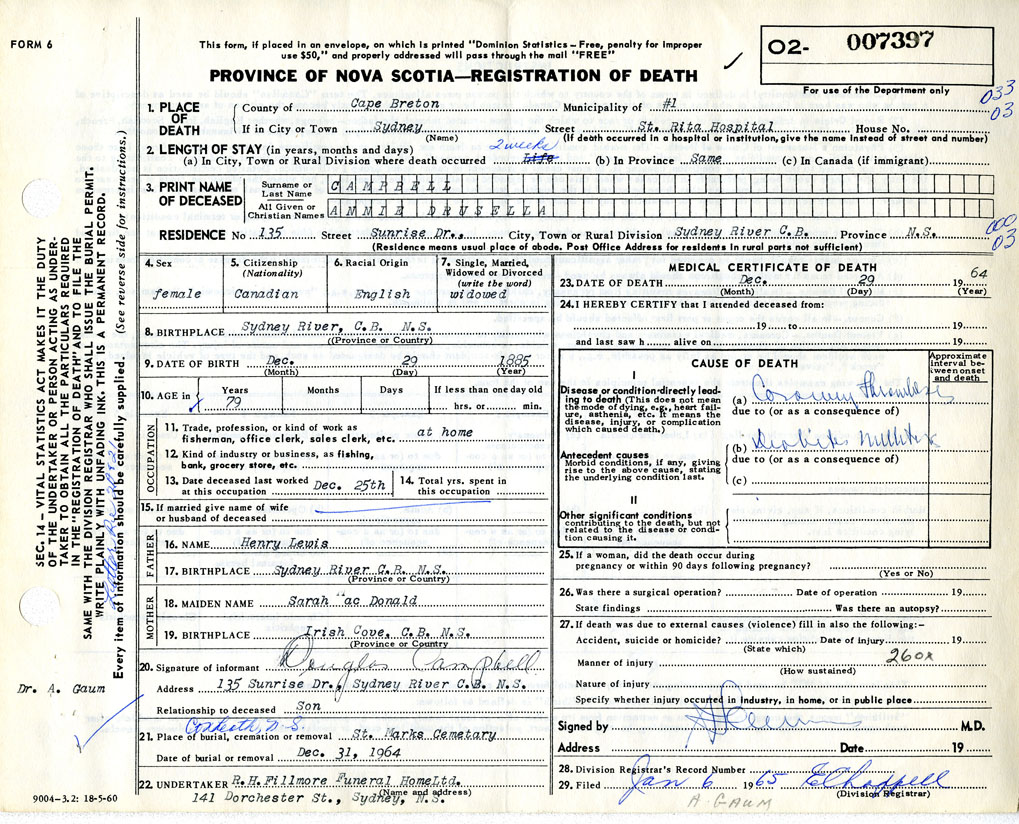 FORM 6
This form, if placed in an envelope, on which is printed "Dominion Statistics – Free, penalty for improper
use $50," and properly addressed will pass through the mail "FREE"
PROVINCE OF NOVA SCOTIA—REGISTRATION OF DEATH
02- 007397
For use of the Department only
033
03
1. PLACE OF DEATH
County of Cape Breton Municipality of #1
If in City or Town Sydney Street St. Rita Hospital House No.
(Name) (If death occurred in a hospital or institution, give the name instead of street and number)
2. LENGTH OF STAY (in years, months and days)
(a) In City, Town or Rural Division where death occurred 2 weeks Life (b) In Province Same (c) In Canada (if immigrant)
3. PRINT NAME OF DECEASED
Surname or Last Name CAMPBELL
All Given or Christian Names ANNIE DRUSELLA
RESIDENCE No 135 Street Sunrise Dr., City, Town or Rural Division Sydney River C.B. Province N.S.
(Residence means usual place of abode. Post Office Address for residents in rural parts not sufficient)
000
03
4. Sex female
5. Citizenship (Nationality) Canadian
6. Racial Origin English
7. Single, Married, Widowed or Divorced (write the word) widowed
8. BIRTHPLACE Sydney River, C.B. N.S.
((Province or Country)
9. DATE OF BIRTH Dec. 29 1885
(Month) (Day) (Year)
10. AGE in Years 79 Months Days If less than one day old hrs. or min.
OCCUPATION
11. Trade, profession, or kind of work as fisherman, office clerk, sales clerk, etc. at home
12. Kind of industry or business, as fishing, bank, grocery store, etc.
13. Date deceased last worked at this occupation Dec. 25th
14. Total yrs. spent in this occupation
15. If married give name of wife or husband of deceased
FATHER
16. NAME Henry Lewis
17. BIRTHPLACE Sydney River C.B. N.S.
(Province or Country)
MOTHER
18. MAIDEN NAME Sarah Mac Donald
19. BIRTHPLACE Irish Cove, C.B. N.S.
(Province or Country
20. Signature of informant Douglas Campbell
Address 135 Sunrise Dr., Sydney River C.B. N.S.
Relationship to deceased Son
Coxheath, N.S.
21. Place of burial, cremation or removal St. Marks Cemetary
Date of burial or removal Dec. 31, 1964
22. UNDERTAKER R.H. Fillmore Funeral HomeLtd.
(Name and address)
141 Dorchester St., Sydney, N.S.
MEDICAL CERTIFICATE OF DEATH
23. DATE OF DEATH Dec. 29 19 64
(Month) (Day) (Year)
24. I HEREBY CERTIFY that I attended deceased from:
19 to 19
and last saw h alive on 19
CAUSE OF DEATH
Approximate interval between onset and death
I
Disease or condition directly leading to death (This does not mean the mode of dying, e.g., heart failure, asthenia, etc. It means the disease, injury, or complication which caused death.)
(a) Coronary Thrombosis
due to (or as a consequence of)
Antecedent causes
Morbid conditions, if any, giving rise to the above cause, stating the underlying condition last.
(b) Diabetes Mellitus
due to (or as a consequence of)
(c)
II
Other significant conditions
contributing to the death, but not related to the disease or condition causing it.
25. If a woman, did the death occur during pregnancy or within 90 days following pregnancy?
(Yes or No)
26. Was there a surgical operation? Date of operation 19
State findings Was there an autopsy?
27. If death was due to external causes (violence) fill in also the following:–
Accident, suicide or homicide? Date of injury 19
(State which)
260x
Manner of injury
(How sustained)
Nature of injury
Specify whether injury occurred in industry, in home, or in public place
Signed by M.D.
Address Date 19
28. Division Registrar's Record Number
29. Filed Jan 6 1965
(Division Registrar)
A. GAUM
SEC. 14 – VITAL STATISTICS ACT MAKES IT THE DUTY
OF THE UNDERTAKER OR PERSON ACTING AS UNDER-
TAKER TO OBTAIN ALL THE PARTICULARS REQUIRED
IN THE "REGISTRATION OF DEATH" AND TO FILE THE
SAME WITH THE DIVISION REGISTRAR WHO SHALL ISSUE THE BURIAL PERMIT.
WRITE PLAINLY WITH UNFADING INK. THIS IS A PERMANENT RECORD.
Every item of information should be carefully supplied. (See reverse side for instructions.)
Dr. A. Gaum
9004-3.2: 18-5-60